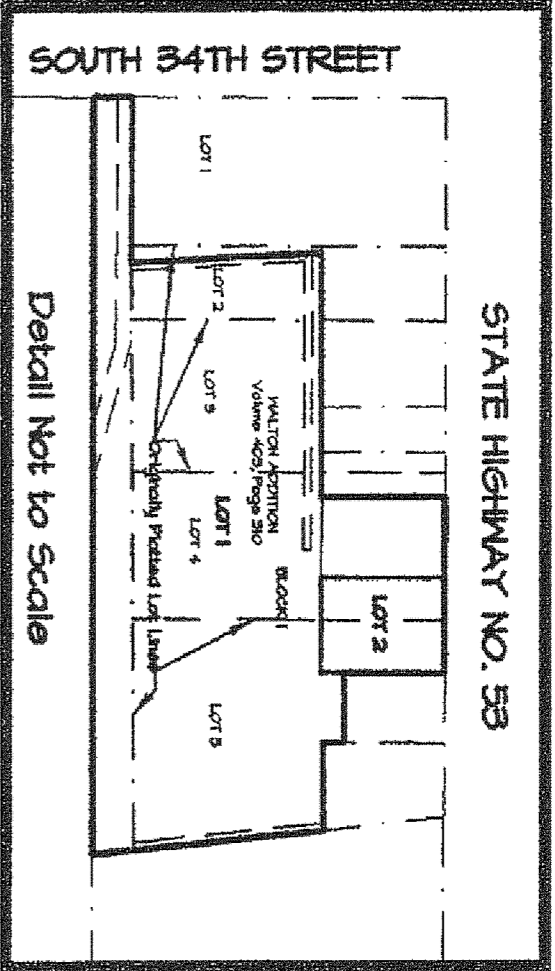 SOUTH 34TH STREET
STATE HIGHWAY NO. 53
LOT 1
LOT 2
LOT 3
WALTON ADDITION
Volume 403, Page 310
LOT 1
LOT 4
Originally Platted Lot Lines
BLOCK 1
LOT 2
LOT 5
Detail Not to Scale